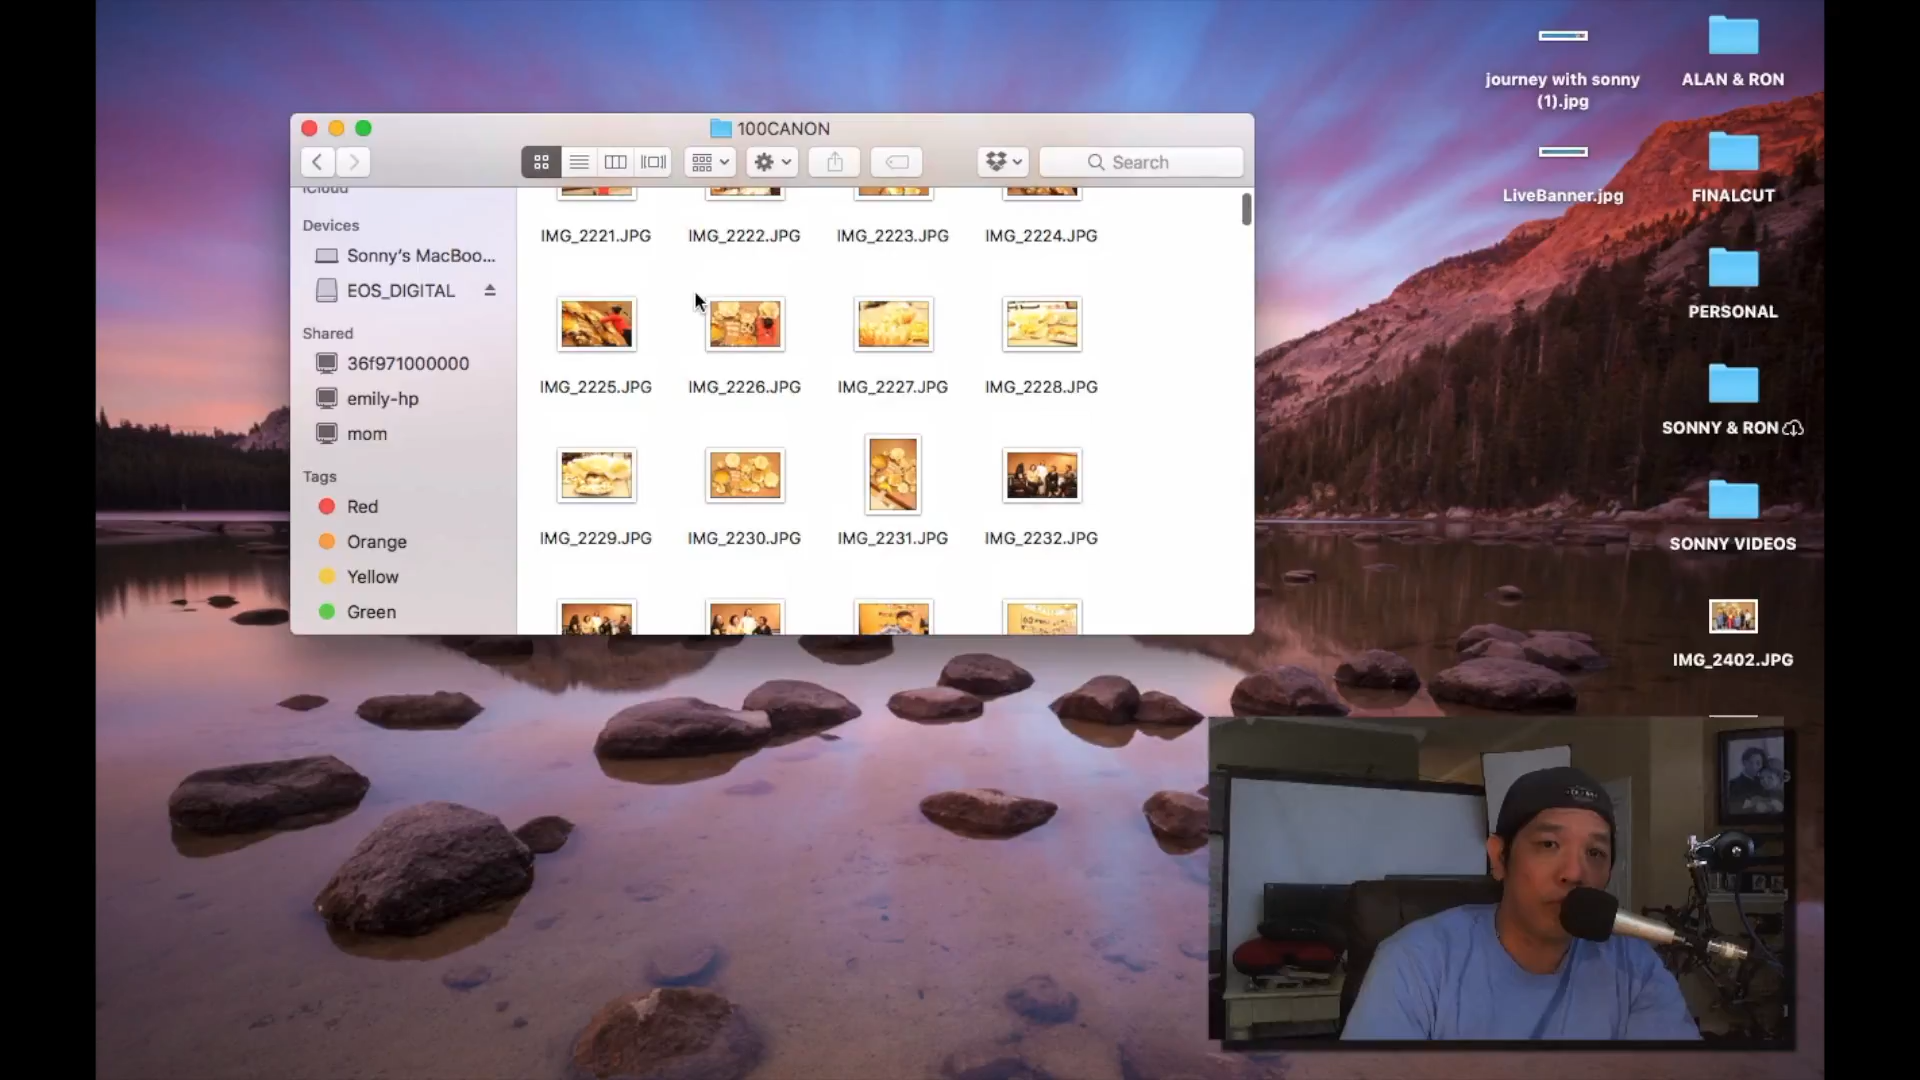 journey with sonny
(1).jpg
ALAN & RON
LiveBanner.jpg
FINALCUT
PERSONAL
SONNY & RON
SONNY VIDEOS
IMG_2402.JPG
100CANON
Search
iCloud
Devices
Sonny's MacBoo...
EOS_DIGITAL
Shared
36f971000000
emily-hp
mom
Tags
Red
Orange
Yellow
Green
IMG_2221.JPG IMG_2222.JPG IMG_2223.JPG IMG_2224.JPG
IMG_2225.JPG IMG_2226.JPG IMG_2227.JPG IMG_2228.JPG
IMG_2229.JPG IMG_2230.JPG IMG_2231.JPG IMG_2232.JPG